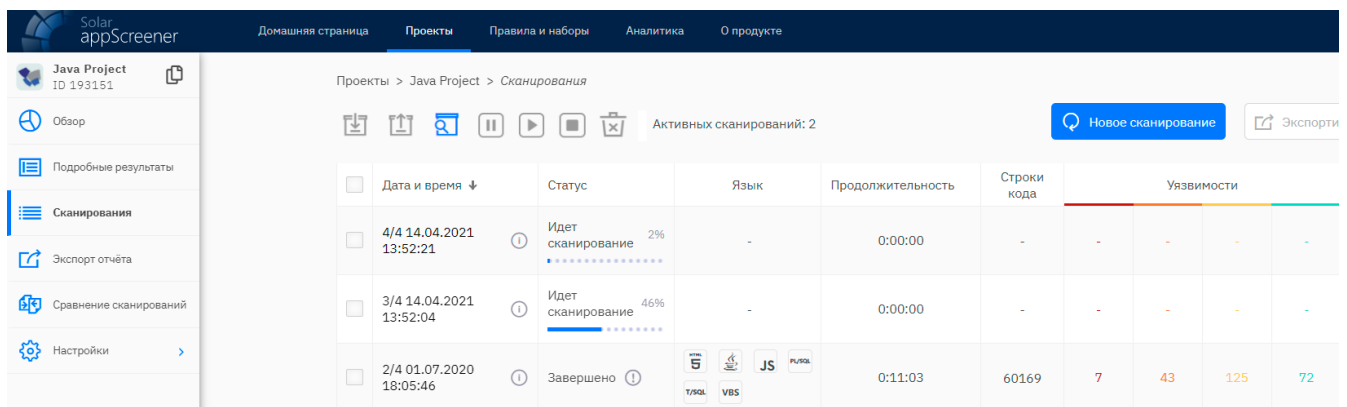 Solar
appScreener
Домашняя страница Проекты Правила и наборы Аналитика О продукте
Java Project
ID 193151
Обзор
Подробные результаты
Сканирования
Экспорт отчёта
Сравнение сканирований
Настройки
Проекты > Java Project > Сканирования
Активных сканирований: 2
Новое сканирование
Экспорти
Дата и время Статус Язык Продолжительность Строки кода Уязвимости
4/4 14.04.2021
13:52:21
Идет
сканирование 2%
- 0:00:00 - - - - -
3/4 14.04.2021
13:52:04
Идет
сканирование 46%
- 0:00:00 - - - - -
2/4 01.07.2020
18:05:46
Завершено
HTML 5 JS PL/SQL
T/SQL VBS
0:11:03 60169 7 43 125 72